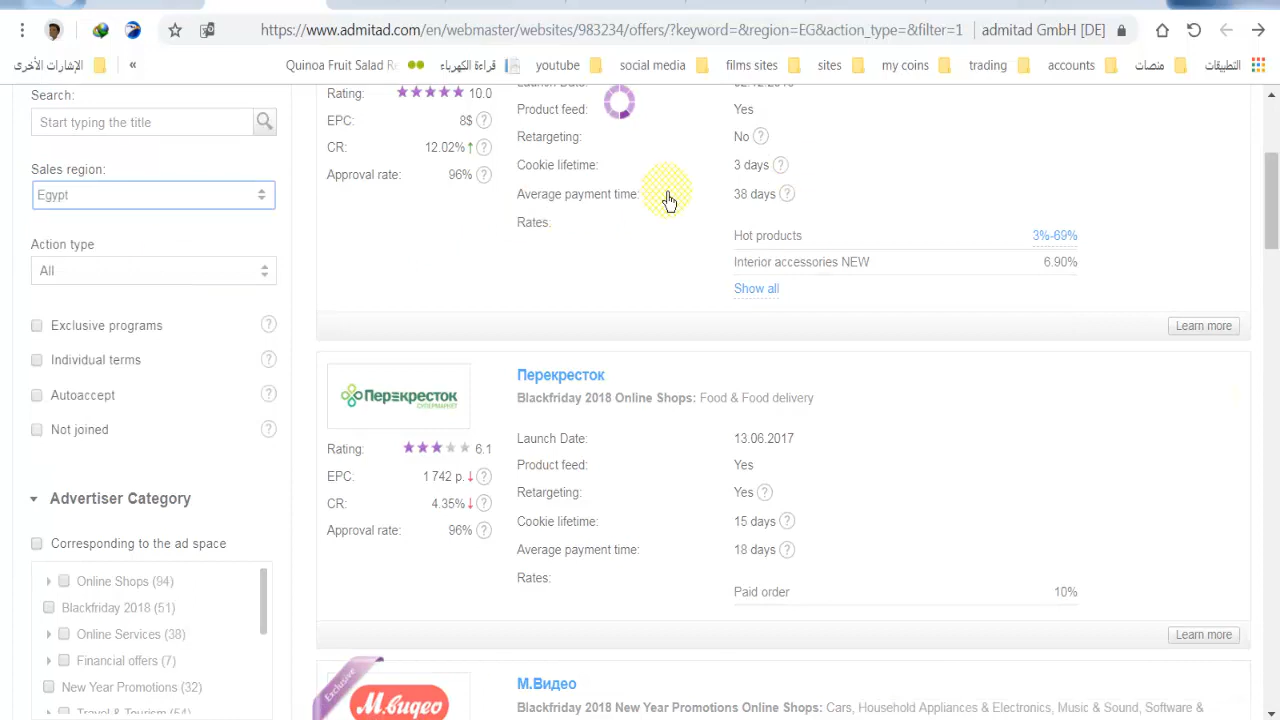 https://www.admitad.com/en/webmaster/websites/983234/offers/?keyword=&region=EG&action_type=&filter=1
admitad GmbH [DE]
الإشارات الأخرى
»
Quinoa Fruit Salad Re
قراءة الكهرباء
youtube
social media
films sites
sites
my coins
trading
accounts
منصات
التطبيقات
Search:
Start typing the title
Sales region:
Egypt
Action type
All
Exclusive programs ?
Individual terms ?
Autoaccept ?
Not joined ?
Advertiser Category
Corresponding to the ad space
Online Shops (94)
Blackfriday 2018 (51)
Online Services (38)
Financial offers (7)
New Year Promotions (32)
Travel & Tourism (54)
Rating: 10.0
EPC: 8$ ?
CR: 12.02% ?
Approval rate: 96% ?
Product feed: Yes
Retargeting: No ?
Cookie lifetime: 3 days ?
Average payment time: 38 days ?
Rates:
Hot products 3%-69%
Interior accessories NEW 6.90%
Show all
Learn more
Перекресток
СУПЕРМАРКЕТ
Rating: 6.1
EPC: 1 742 р. ?
CR: 4.35% ?
Approval rate: 96% ?
Перекресток
Blackfriday 2018 Online Shops: Food & Food delivery
Launch Date: 13.06.2017
Product feed: Yes
Retargeting: Yes ?
Cookie lifetime: 15 days ?
Average payment time: 18 days ?
Rates:
Paid order 10%
Learn more
Exclusive
М.видео
М.Видео
Blackfriday 2018 New Year Promotions Online Shops: Cars, Household Appliances & Electronics, Music & Sound, Software &